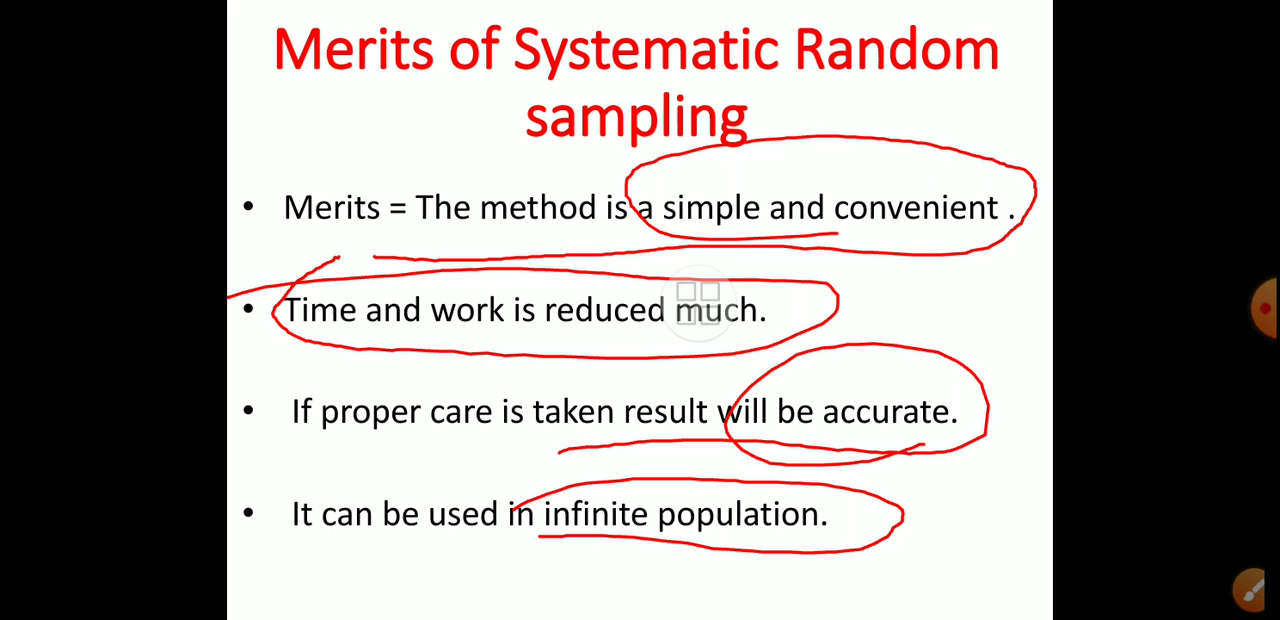 Merits of Systematic Random
sampling
• Merits = The method is a simple and convenient .
• Time and work is reduced much.
• If proper care is taken result will be accurate.
• It can be used in infinite population.